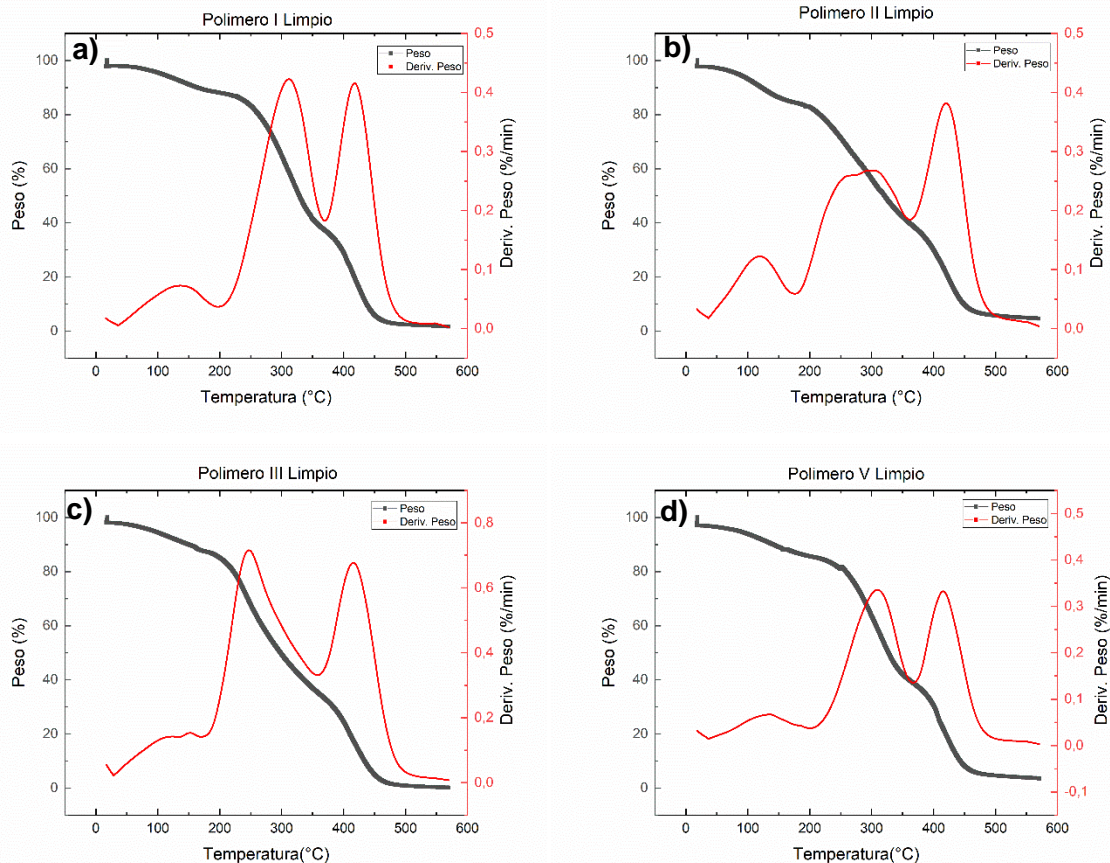 Polimero I Limpio
a)
Peso
Deriv. Peso
100
80
60
40
20
0
0,5
0,4
0,3
0,2
0,1
0,0
Peso (%)
Deriv. Peso (%/min)
0 100 200 300 400 500 600
Temperatura (°C)
Polimero II Limpio
b)
Peso
Deriv. Peso
100
80
60
40
20
0
0,5
0,4
0,3
0,2
0,1
0,0
Peso (%)
Deriv. Peso (%/min)
0 100 200 300 400 500 600
Temperatura (°C)
Polimero III Limpio
c)
Peso
Deriv. Peso
100
80
60
40
20
0
0,8
0,6
0,4
0,2
0,0
Peso (%)
Deriv. Peso (%/min)
0 100 200 300 400 500 600
Temperatura(°C)
Polimero V Limpio
d)
Peso
Deriv. Peso
100
80
60
40
20
0
0,5
0,4
0,3
0,2
0,1
0,0
-0,1
Peso (%)
Deriv. Peso (%/min)
0 100 200 300 400 500 600
Temperatura (°C)